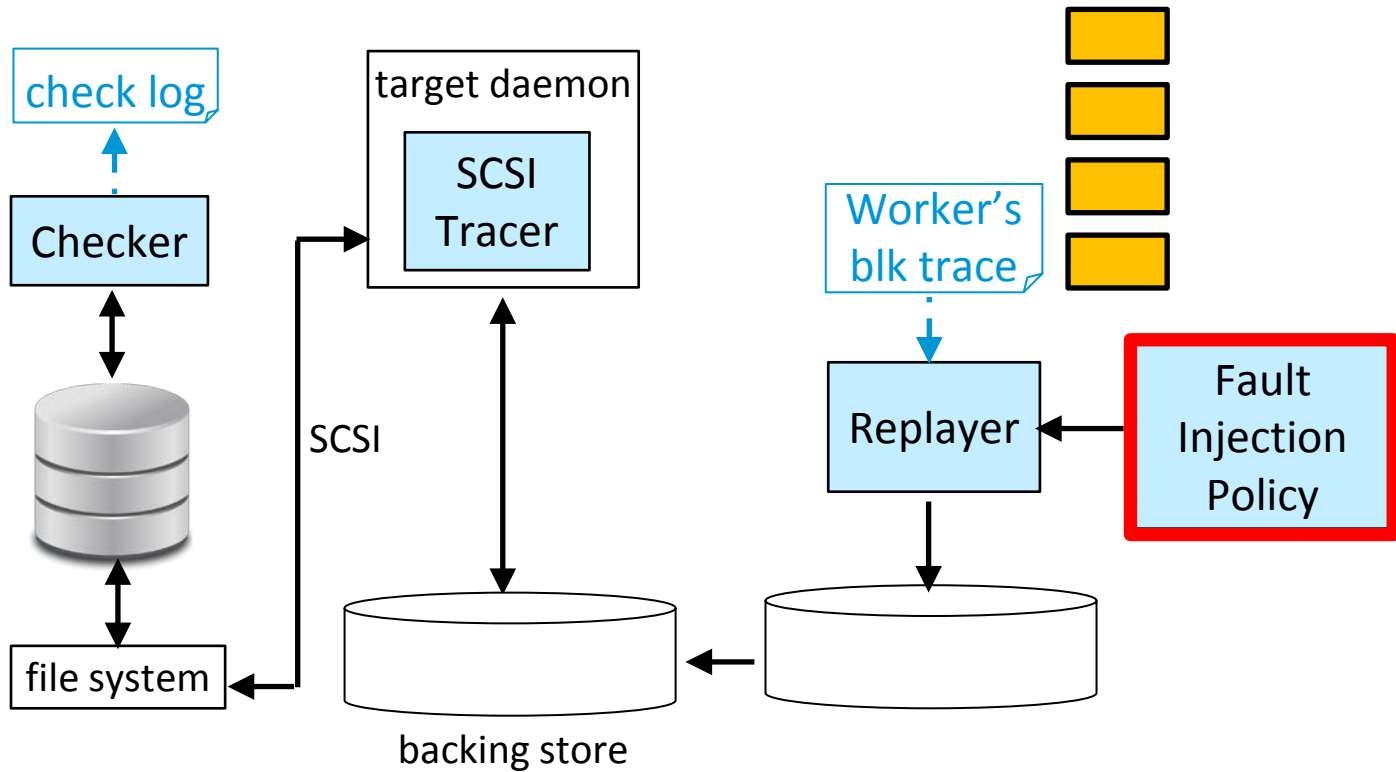 check log
Checker
file system
SCSI
target daemon
SCSI
Tracer
backing store
Worker’s
blk trace
Replayer
Fault
Injection
Policy